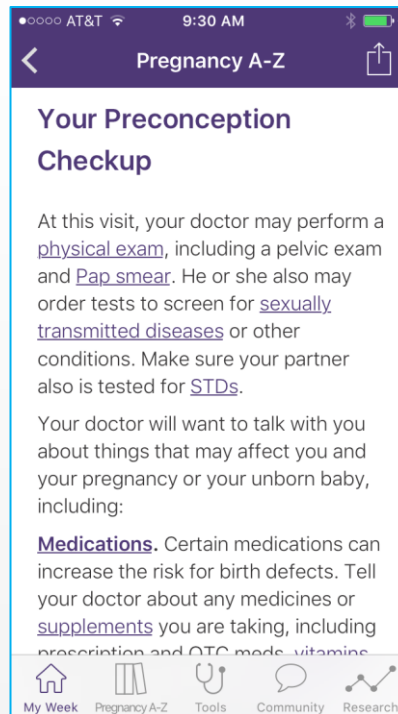 AT&T 9:30 AM
Pregnancy A-Z
Your Preconception
Checkup
At this visit, your doctor may perform a
physical exam, including a pelvic exam
and Pap smear. He or she also may
order tests to screen for sexually
transmitted diseases or other
conditions. Make sure your partner
also is tested for STDs.
Your doctor will want to talk with you
about things that may affect you and
your pregnancy or your unborn baby,
including:
Medications. Certain medications can
increase the risk for birth defects. Tell
your doctor about any medicines or
supplements you are taking, including
prescription and OTC meds, vitamins
My Week Pregnancy A-Z Tools Community Research